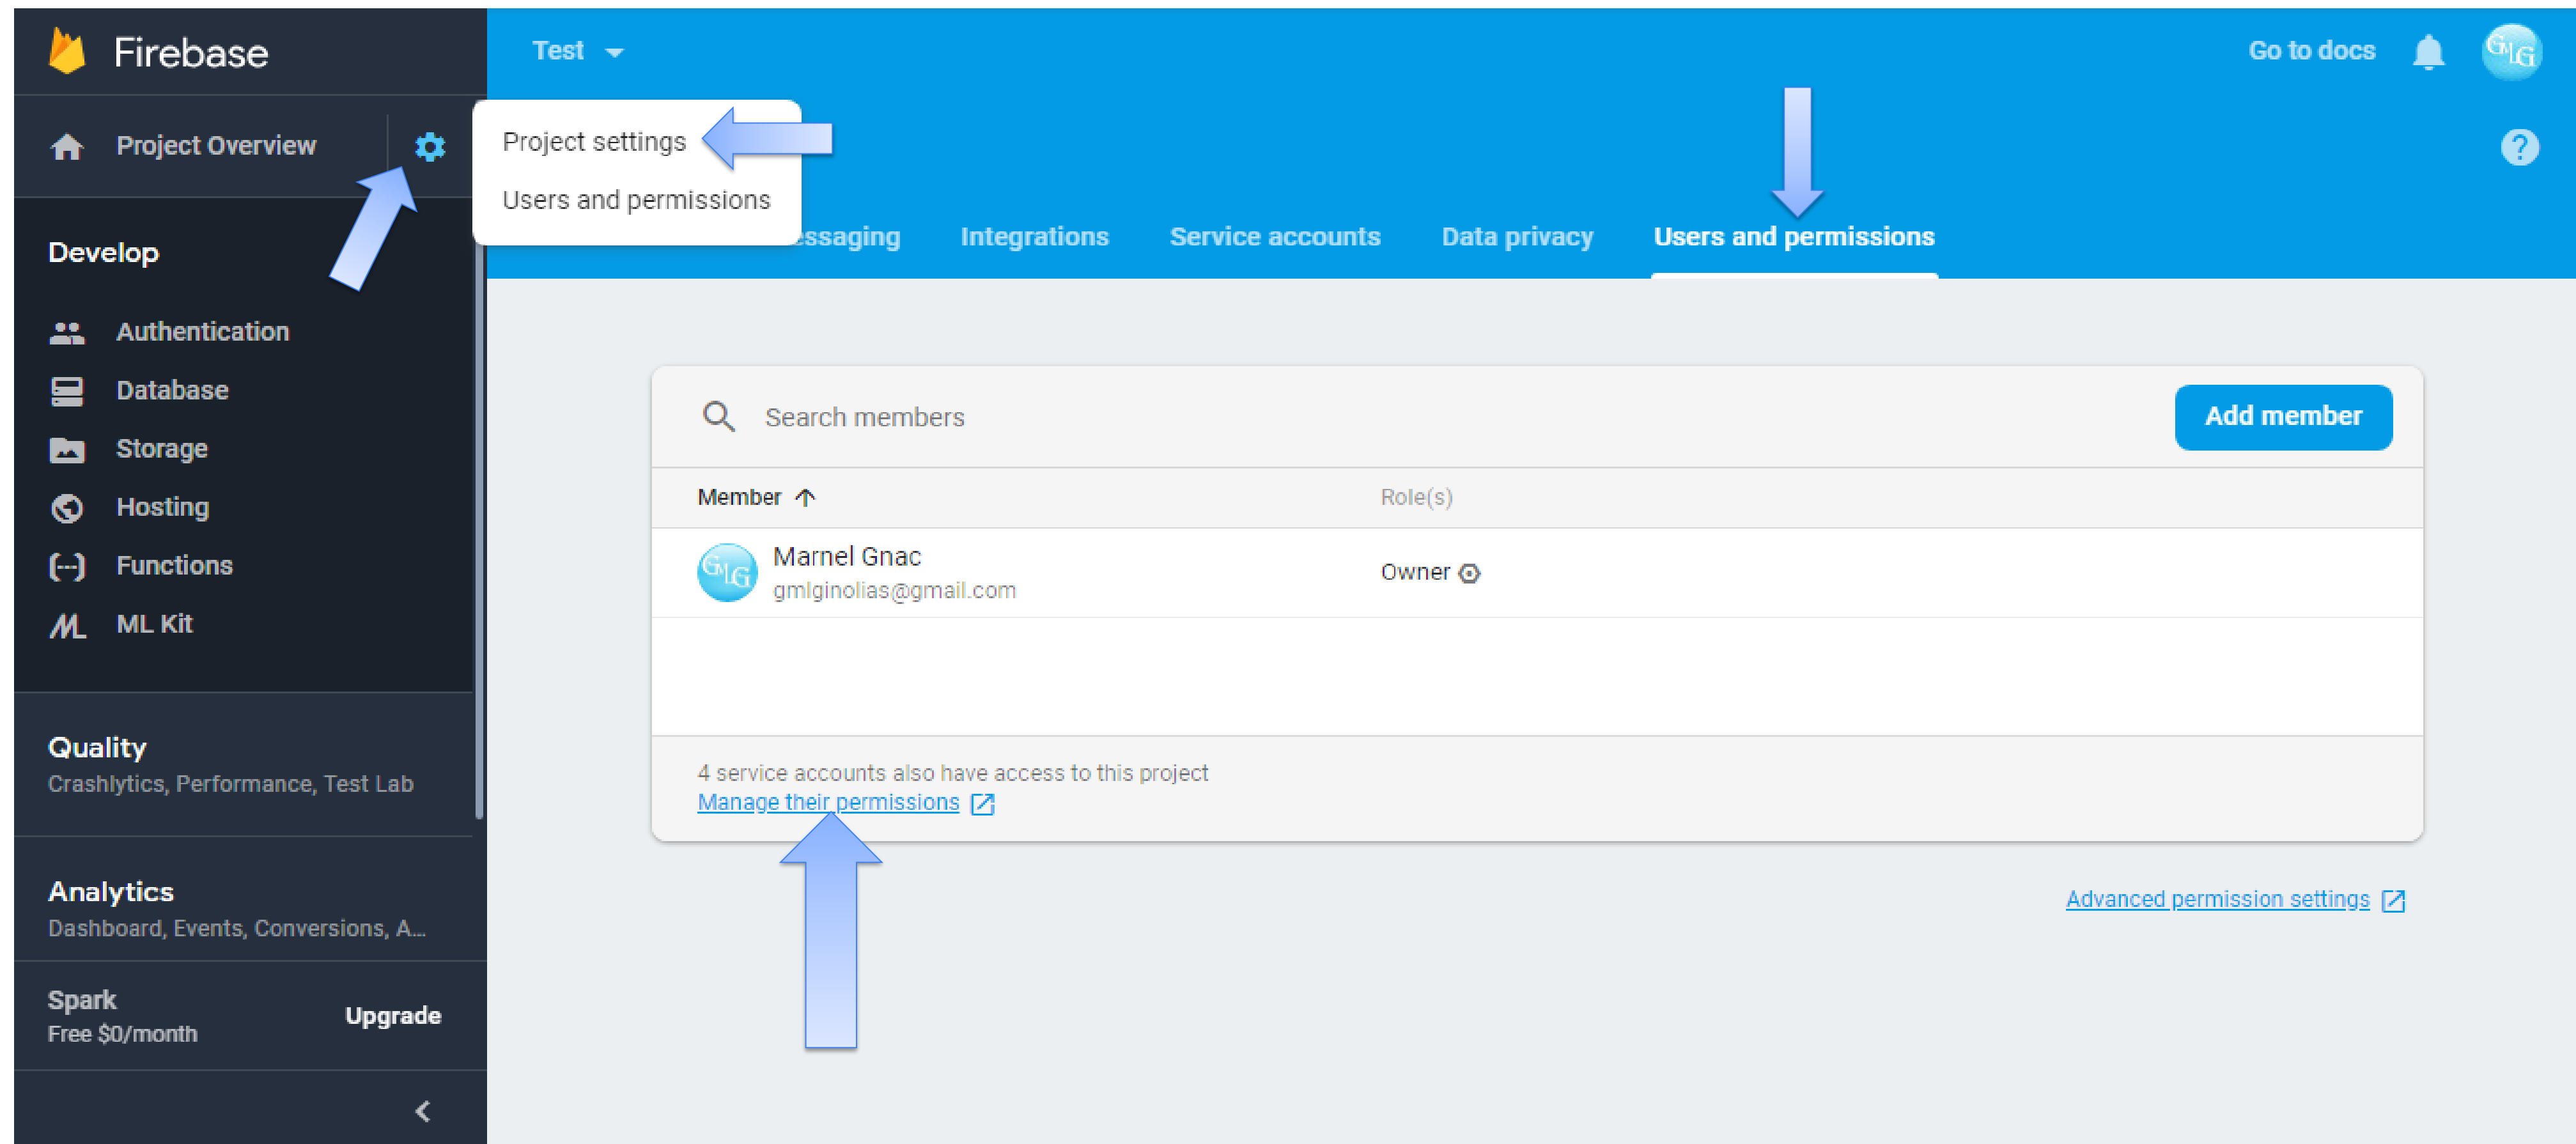 Firebase
Project Overview
Develop
Authentication
Database
Storage
Hosting
Functions
ML Kit
Quality
Crashlytics, Performance, Test Lab
Analytics
Dashboard, Events, Conversions, A...
Spark
Free $0/month
Upgrade
Test
Go to docs
GMLG
Project settings
Users and permissions
essaging
Integrations
Service accounts
Data privacy
Users and permissions
Search members
Add member
Member
Role(s)
GMLG
Marnel Gnac
gmlginolias@gmail.com
Owner
4 service accounts also have access to this project
Manage their permissions
Advanced permission settings